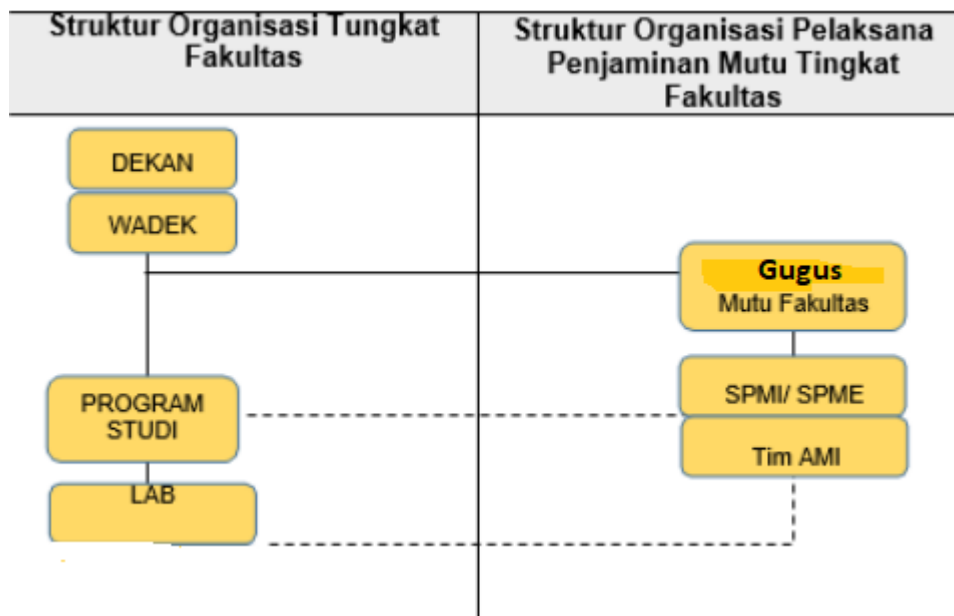 Struktur Organisasi Tungkat
Fakultas
Struktur Organisasi Pelaksana
Penjaminan Mutu Tingkat
Fakultas
DEKAN
WADEK
Gugus
Mutu Fakultas
PROGRAM
STUDI
SPMI/ SPME
Tim AMI
LAB